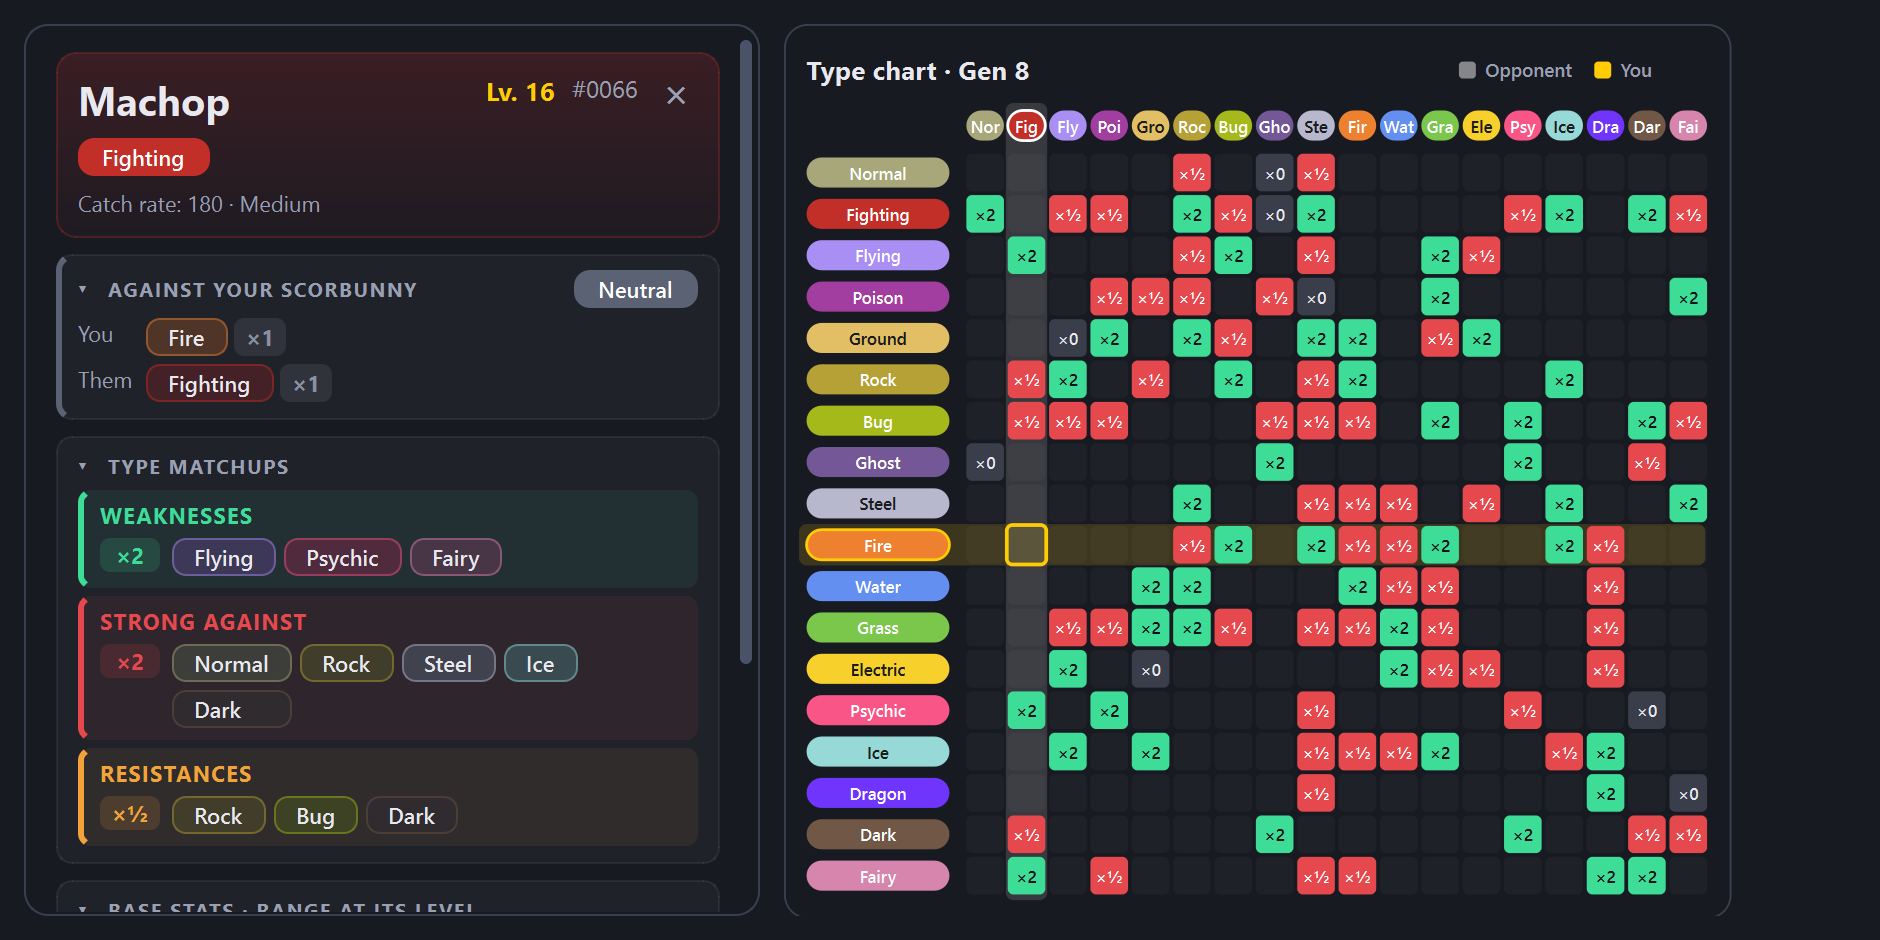 Machop
Lv. 16 #0066 ×
Fighting
Catch rate: 180 · Medium
▾ AGAINST YOUR SCORBUNNY Neutral
You Fire ×1
Them Fighting ×1
▾ TYPE MATCHUPS
WEAKNESSES
×2 Flying Psychic Fairy
STRONG AGAINST
×2 Normal Rock Steel Ice
Dark
RESISTANCES
×½ Rock Bug Dark
▾ BASE STATS · RANGE AT ITS LEVEL
Type chart · Gen 8
Opponent You
Nor Fig Fly Poi Gro Roc Bug Gho Ste Fir Wat Gra Ele Psy Ice Dra Dar Fai
Normal ×½ ×0 ×½
Fighting ×2 ×½ ×½ ×2 ×½ ×0 ×2 ×½ ×2 ×2 ×½
Flying ×2 ×½ ×2 ×½ ×2 ×½
Poison ×½ ×½ ×½ ×½ ×0 ×2 ×2
Ground ×0 ×2 ×2 ×½ ×2 ×2 ×½ ×2
Rock ×½ ×2 ×½ ×2 ×½ ×2 ×2
Bug ×½ ×½ ×½ ×½ ×½ ×½ ×2 ×2 ×2 ×½
Ghost ×0 ×2 ×2 ×½
Steel ×2 ×½ ×½ ×½ ×½ ×2 ×2
Fire ×½ ×2 ×2 ×½ ×½ ×2 ×2 ×½
Water ×2 ×2 ×2 ×½ ×½ ×½
Grass ×½ ×½ ×2 ×2 ×½ ×½ ×½ ×2 ×½ ×½
Electric ×2 ×0 ×2 ×½ ×½ ×½
Psychic ×2 ×2 ×½ ×½ ×0
Ice ×2 ×2 ×½ ×½ ×½ ×2 ×½ ×2
Dragon ×½ ×2 ×0
Dark ×½ ×2 ×2 ×½ ×½
Fairy ×2 ×½ ×½ ×½ ×2 ×2